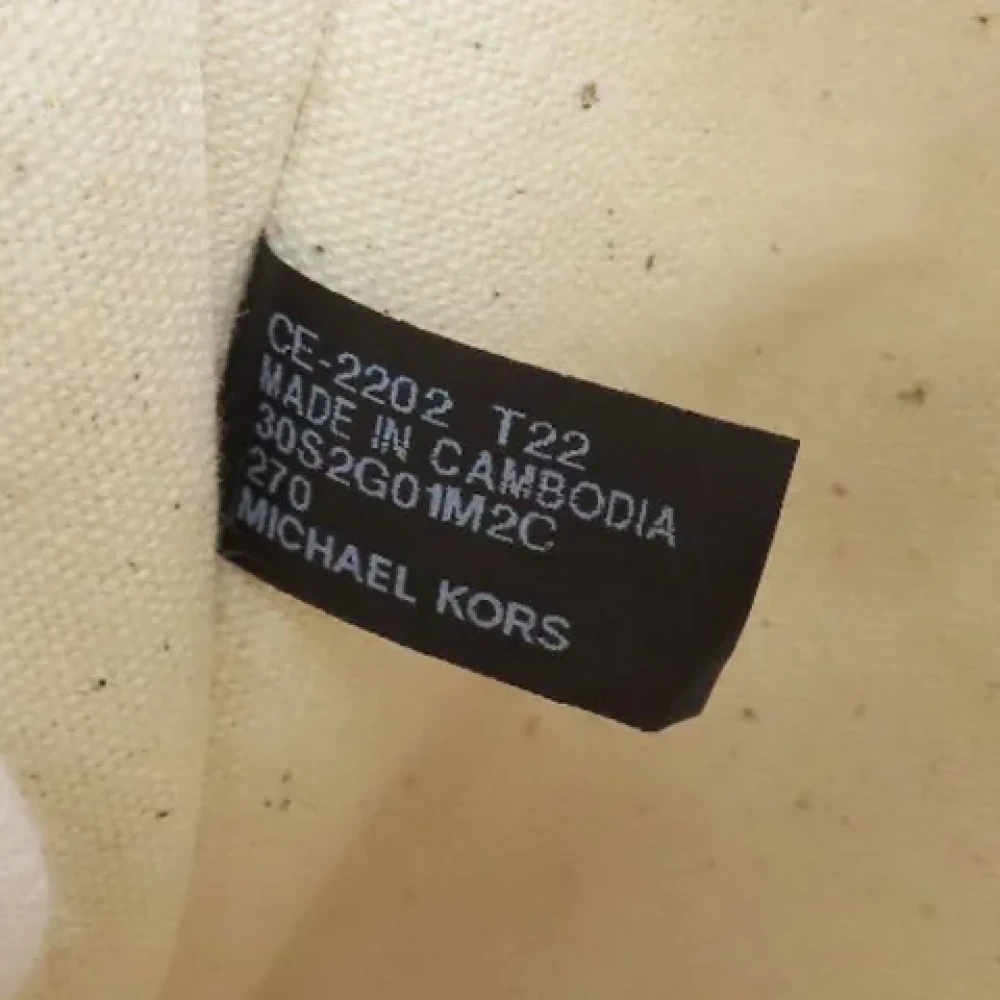 CE-2202 T22
MADE IN CAMBODIA
30S2G01M2C
270
MICHAEL KORS